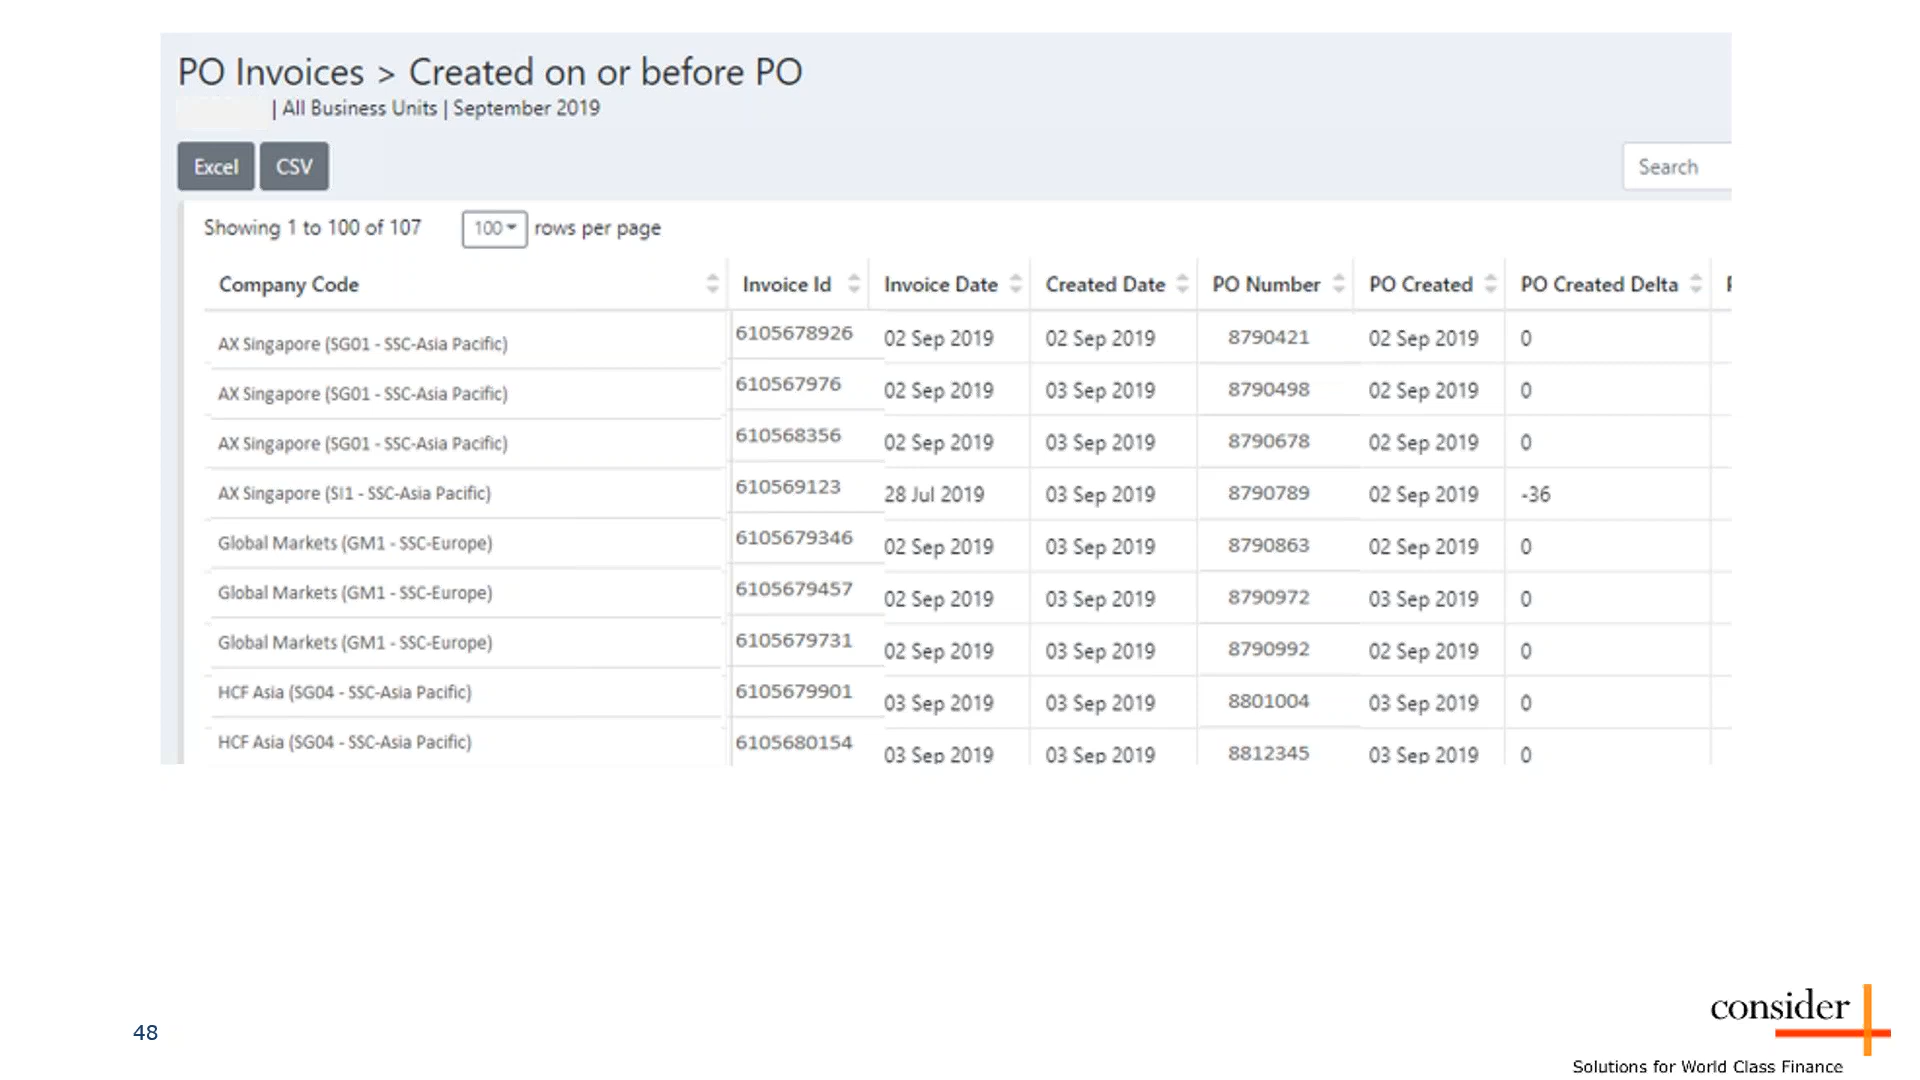 PO Invoices > Created on or before PO
| All Business Units | September 2019
Excel CSV Search
Showing 1 to 100 of 107 100 rows per page
Company Code Invoice Id Invoice Date Created Date PO Number PO Created PO Created Delta
AX Singapore (SG01 - SSC-Asia Pacific) 6105678926 02 Sep 2019 02 Sep 2019 8790421 02 Sep 2019 0
AX Singapore (SG01 - SSC-Asia Pacific) 610567976 02 Sep 2019 03 Sep 2019 8790498 02 Sep 2019 0
AX Singapore (SG01 - SSC-Asia Pacific) 610568356 02 Sep 2019 03 Sep 2019 8790678 02 Sep 2019 0
AX Singapore (SI1 - SSC-Asia Pacific) 610569123 28 Jul 2019 03 Sep 2019 8790789 02 Sep 2019 -36
Global Markets (GM1 - SSC-Europe) 6105679346 02 Sep 2019 03 Sep 2019 8790863 02 Sep 2019 0
Global Markets (GM1 - SSC-Europe) 6105679457 02 Sep 2019 03 Sep 2019 8790972 03 Sep 2019 0
Global Markets (GM1 - SSC-Europe) 6105679731 02 Sep 2019 03 Sep 2019 8790992 02 Sep 2019 0
HCF Asia (SG04 - SSC-Asia Pacific) 6105679901 03 Sep 2019 03 Sep 2019 8801004 03 Sep 2019 0
HCF Asia (SG04 - SSC-Asia Pacific) 6105680154 03 Sep 2019 03 Sep 2019 8812345 03 Sep 2019 0
48
consider
Solutions for World Class Finance